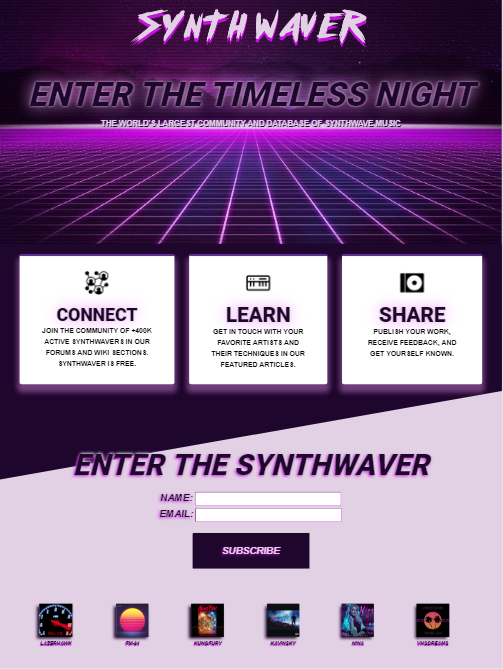 SYNTHWAVER
ENTER THE TIMELESS NIGHT
THE WORLD'S LARGEST COMMUNITY AND DATABASE OF SYNTHWAVE MUSIC
CONNECT
JOIN THE COMMUNITY OF +400K
ACTIVE SYNTHWAVERS IN OUR
FORUMS AND WIKI SECTIONS.
SYNTHWAVER IS FREE.
LEARN
GET IN TOUCH WITH YOUR
FAVORITE ARTISTS AND
THEIR TECHNIQUES IN OUR
FEATURED ARTICLES.
SHARE
PUBLISH YOUR WORK,
RECEIVE FEEDBACK, AND
GET YOURSELF KNOWN.
ENTER THE SYNTHWAVER
NAME:
EMAIL:
SUBSCRIBE
LAZERHAWK
FM-84
KUNG FURY
KAVINSKY
NINA
VHSDREAMS